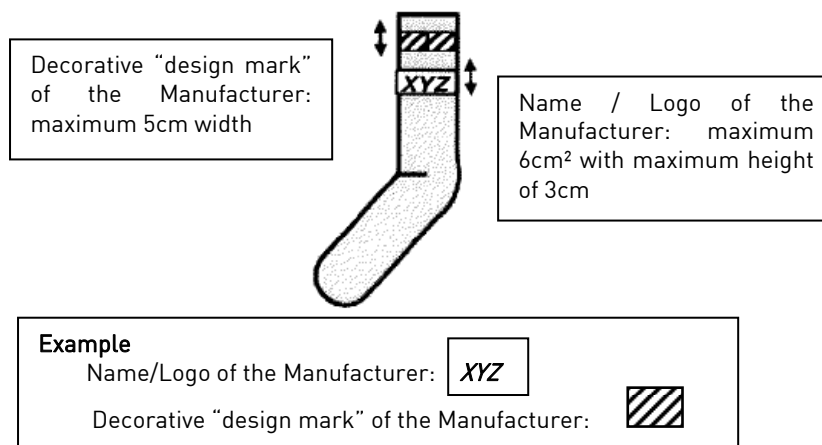 Decorative “design mark”
of the Manufacturer:
maximum 5cm width
XYZ
Name / Logo of the
Manufacturer: maximum
6cm² with maximum height
of 3cm
Example
Name/Logo of the Manufacturer: XYZ
Decorative “design mark” of the Manufacturer: